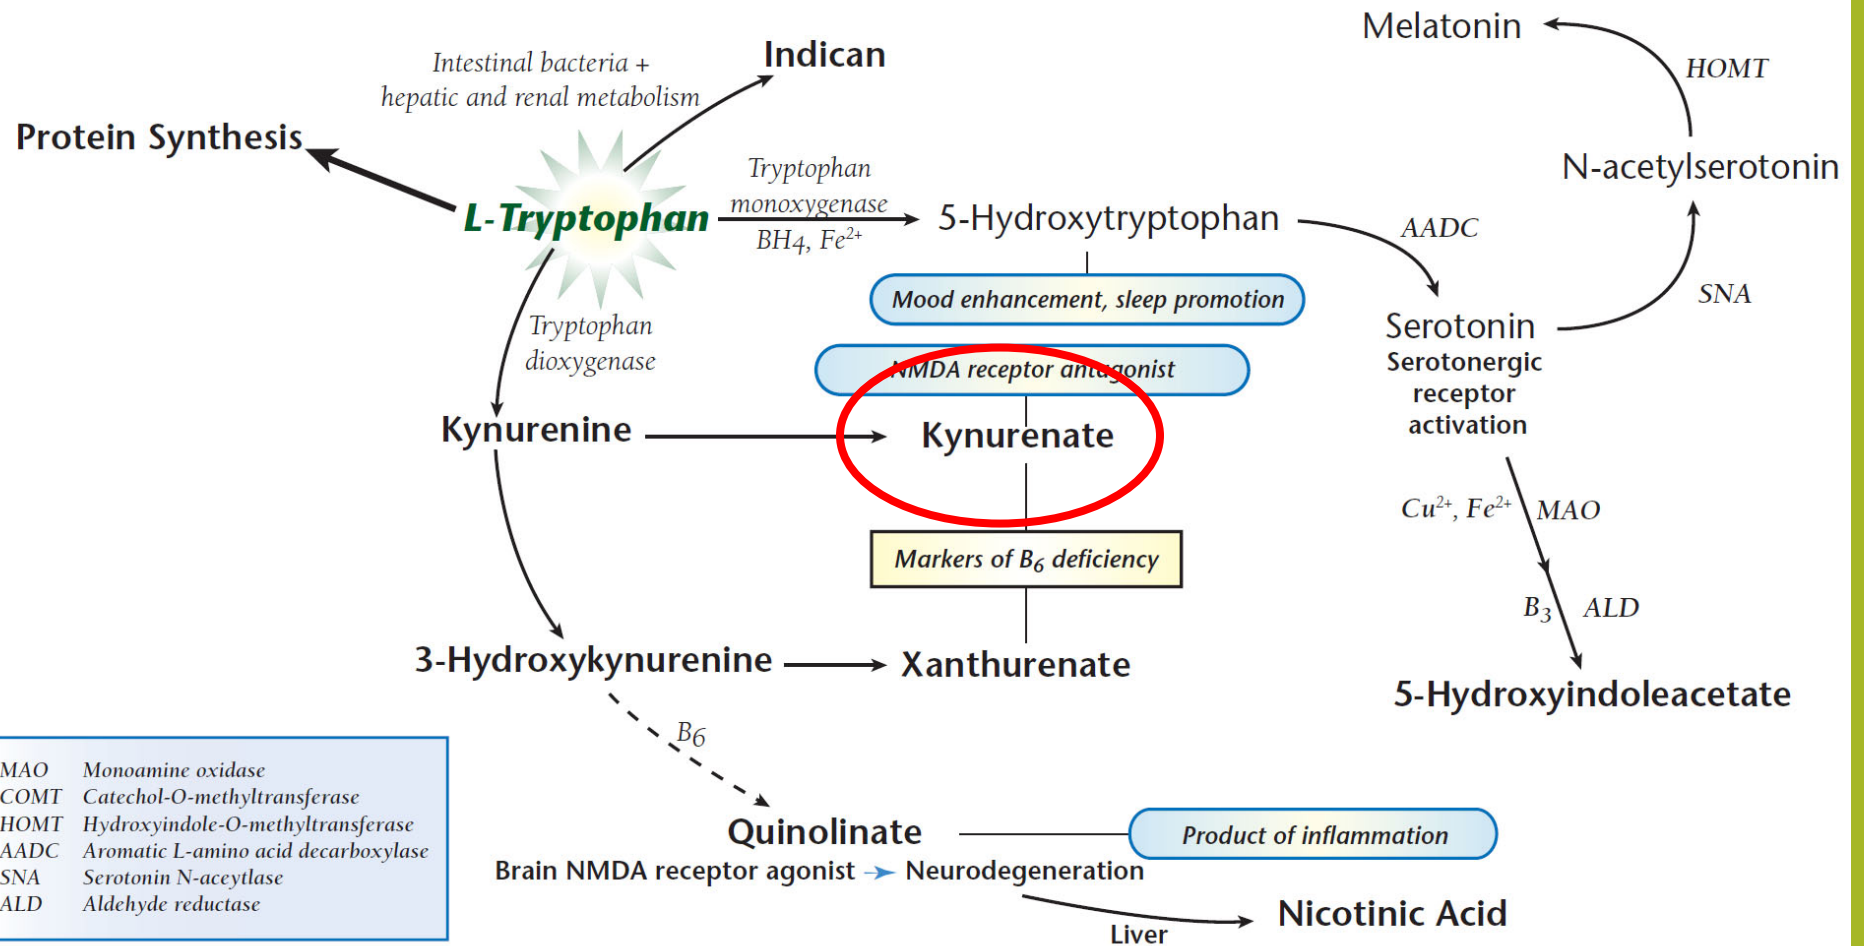 Melatonin
HOMT
Intestinal bacteria +
hepatic and renal metabolism
Indican
Protein Synthesis
N-acetylserotonin
L-Tryptophan
Tryptophan
monoxygenase
BH4, Fe2+
5-Hydroxytryptophan
AADC
SNA
Mood enhancement, sleep promotion
Tryptophan
dioxygenase
NMDA receptor antagonist
Serotonin
Serotonergic
receptor
activation
Kynurenine
Kynurenate
Cu2+, Fe2+ MAO
Markers of B6 deficiency
B3 ALD
3-Hydroxykynurenine
Xanthurenate
5-Hydroxyindoleacetate
B6
Quinolinate
Product of inflammation
Brain NMDA receptor agonist Neurodegeneration
Liver
Nicotinic Acid
MAO Monoamine oxidase
COMT Catechol-O-methyltransferase
HOMT Hydroxyindole-O-methyltransferase
AADC Aromatic L-amino acid decarboxylase
SNA Serotonin N-aceytlase
ALD Aldehyde reductase